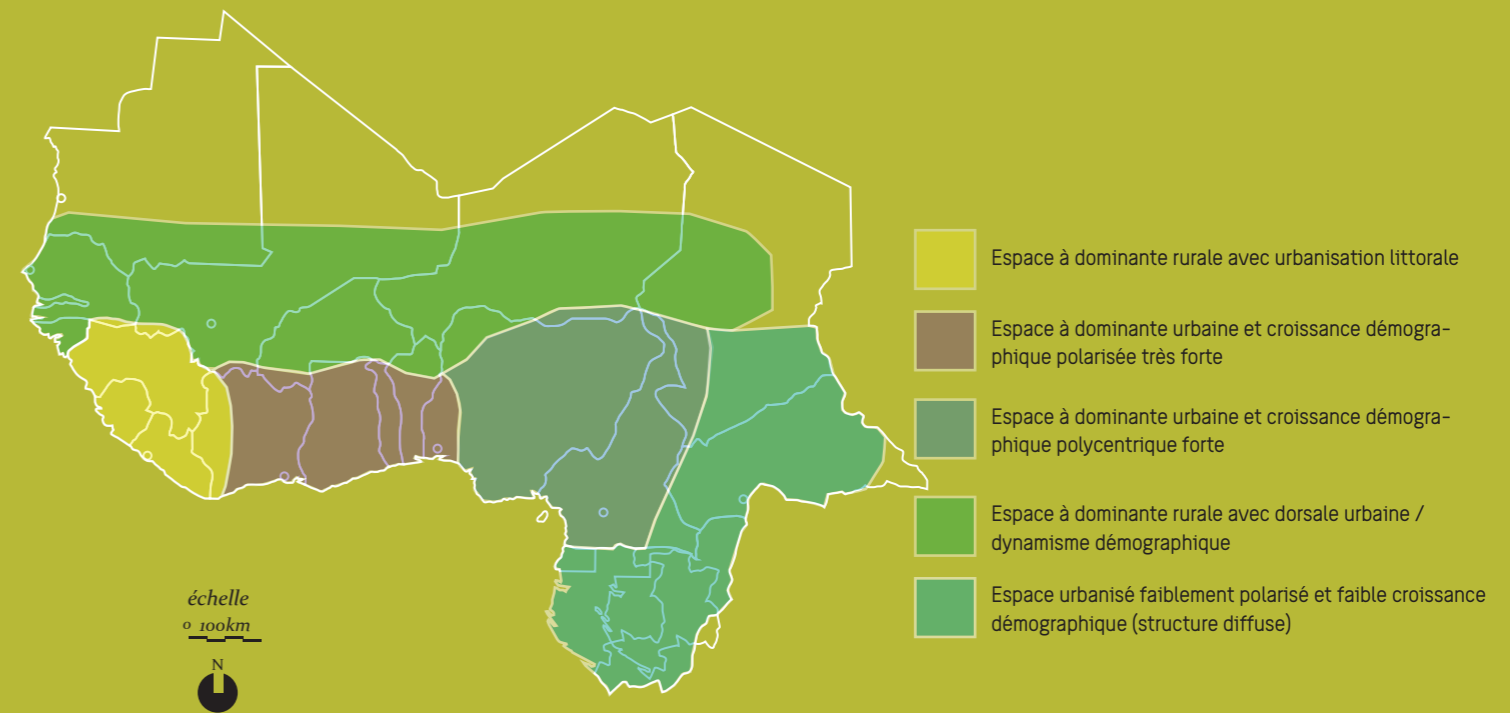 Espace à dominante rurale avec urbanisation littorale
Espace à dominante urbaine et croissance démogra-
phique polarisée très forte
Espace à dominante urbaine et croissance démogra-
phique polycentrique forte
Espace à dominante rurale avec dorsale urbaine /
dynamisme démographique
Espace urbanisé faiblement polarisé et faible croissance
démographique (structure diffuse)
échelle
0 100km
N